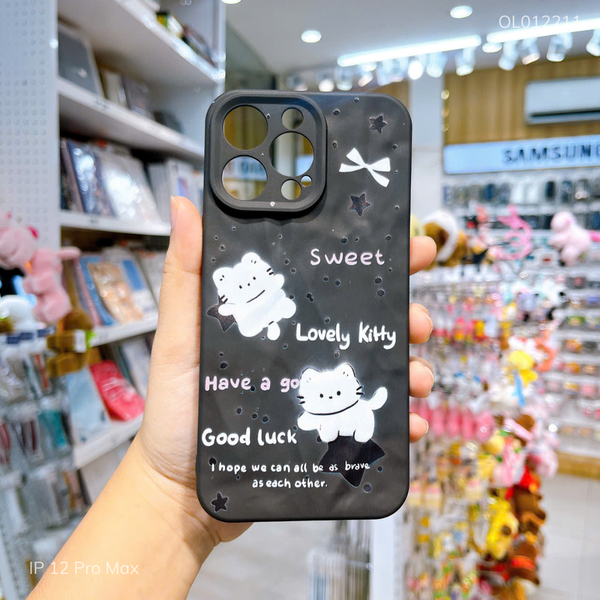 OL012211
SAMSUNG
Sweet
Lovely Kitty
Have a go
Good luck
I hope we can all be as brave
as each other.
IP 12 Pro Max